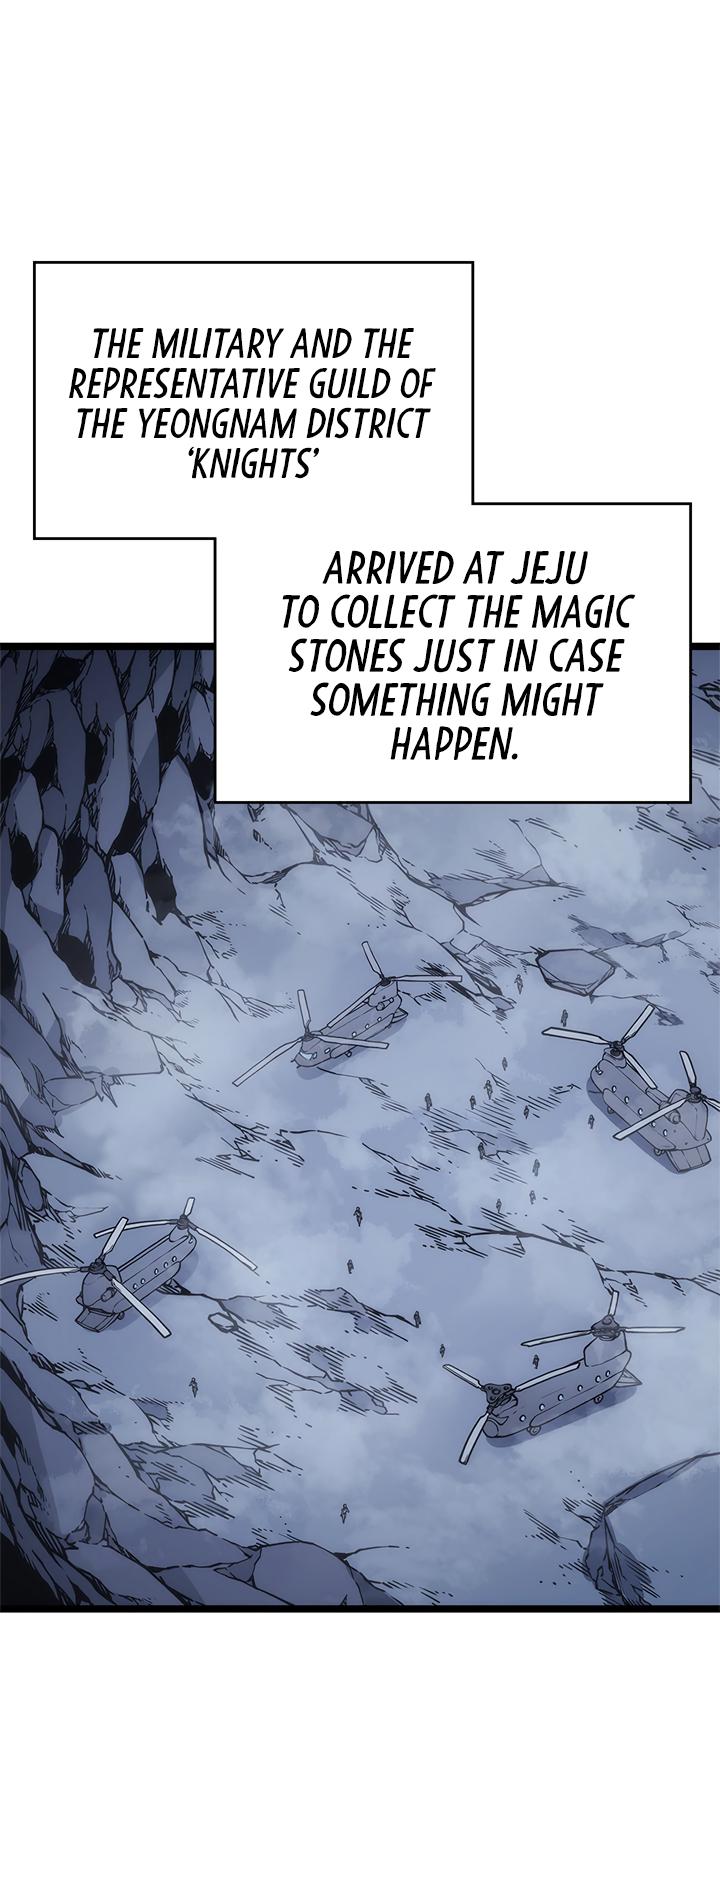 THE MILITARY AND THE
REPRESENTATIVE GUILD OF
THE YEONGNAM DISTRICT
‘KNIGHTS’
ARRIVED AT JEJU
TO COLLECT THE MAGIC
STONES JUST IN CASE
SOMETHING MIGHT
HAPPEN.